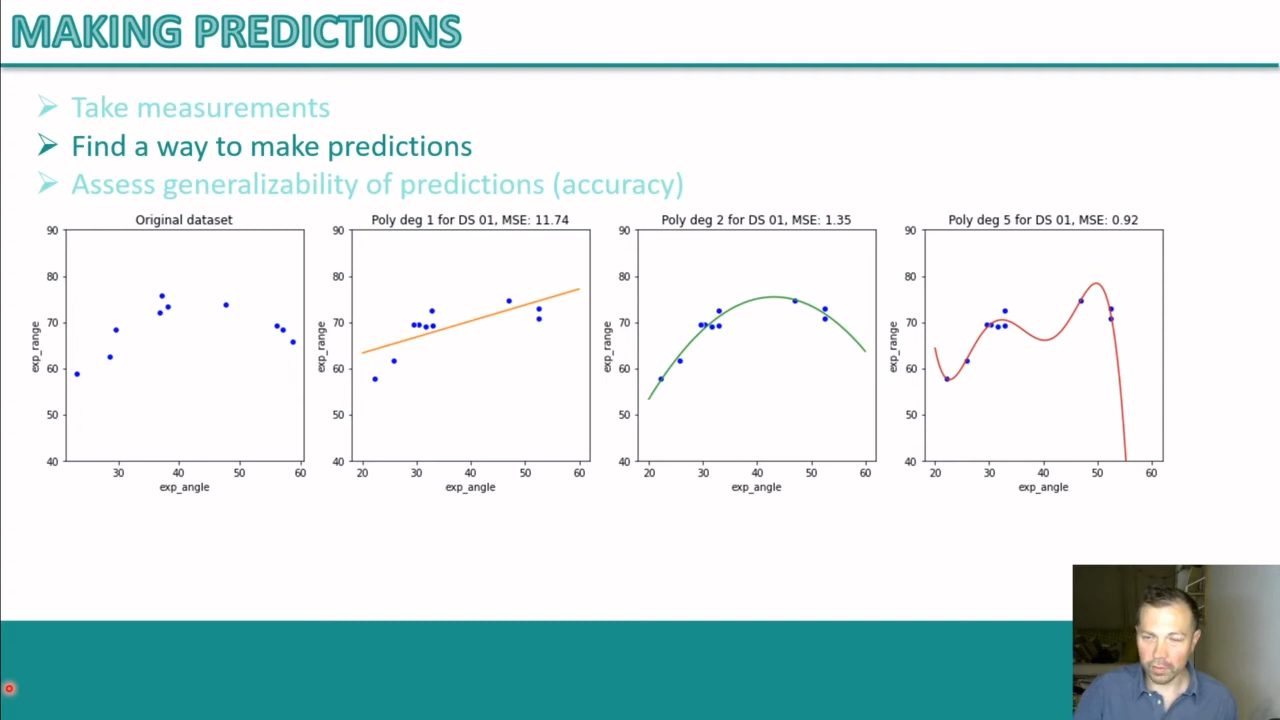 MAKING PREDICTIONS
Take measurements
Find a way to make predictions
Assess generalizability of predictions (accuracy)
Original dataset
90
80
70
60
50
40
exp_range
30 40 50 60
exp_angle
Poly deg 1 for DS 01, MSE: 11.74
90
80
70
60
50
40
exp_range
20 30 40 50 60
exp_angle
Poly deg 2 for DS 01, MSE: 1.35
90
80
70
60
50
40
exp_range
20 30 40 50 60
exp_angle
Poly deg 5 for DS 01, MSE: 0.92
90
80
70
60
50
40
exp_range
20 30 40 50 60
exp_angle